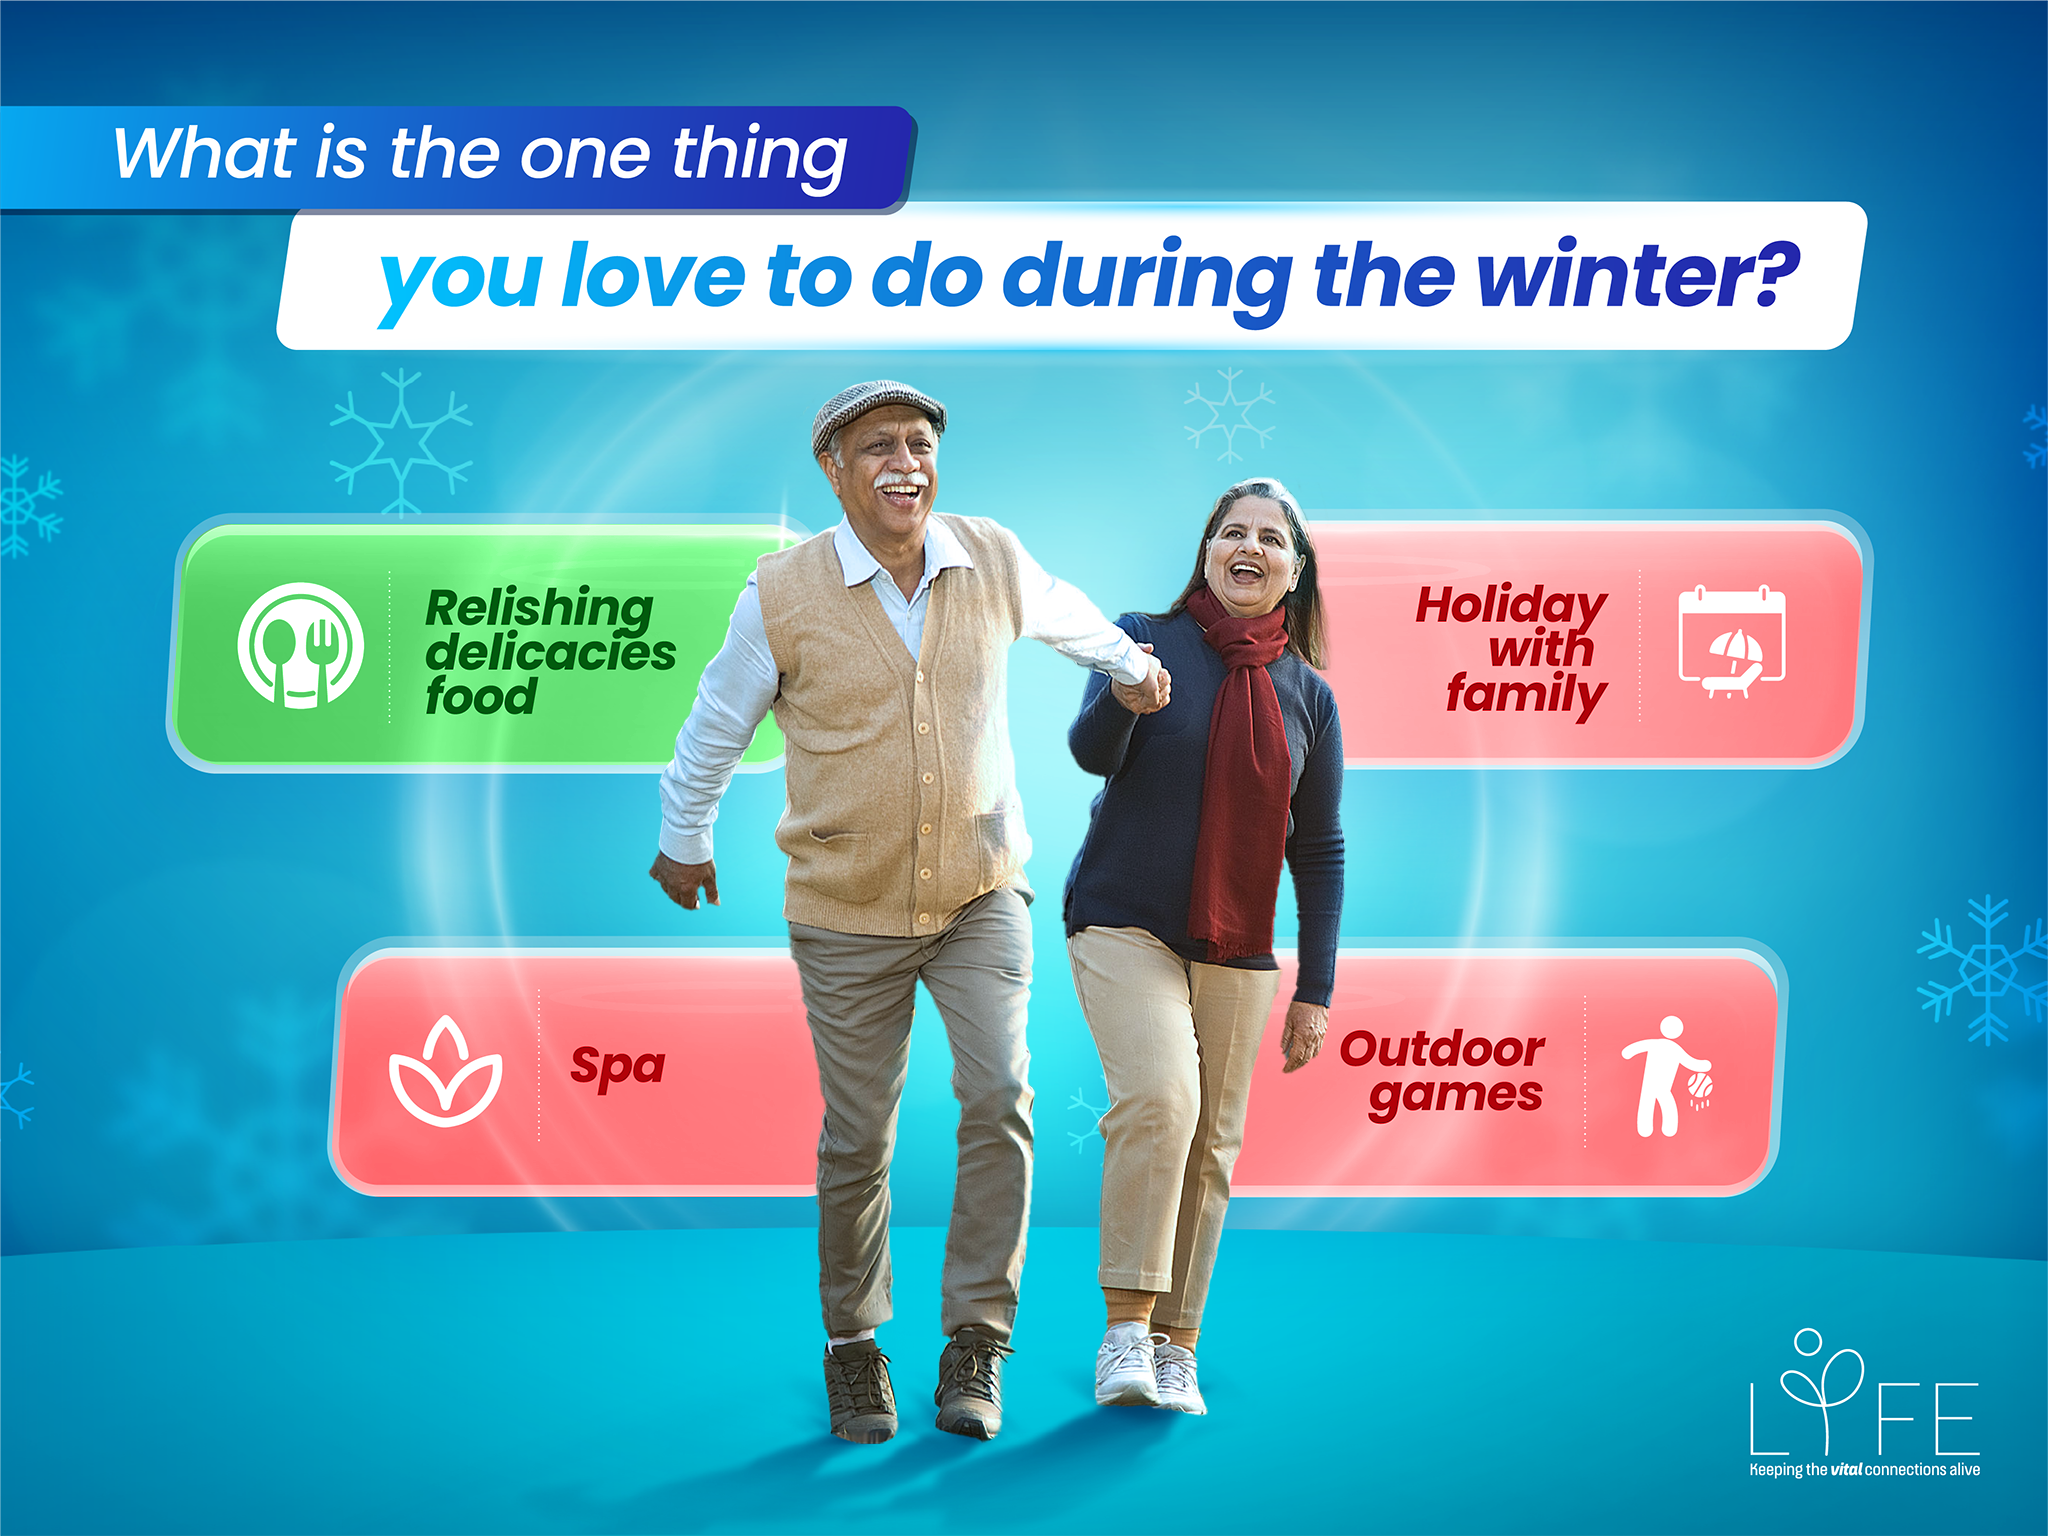 What is the one thing
you love to do during the winter?
Relishing
delicacies
food
Holiday
with
family
Spa
Outdoor
games
LYFE
Keeping the vital connections alive